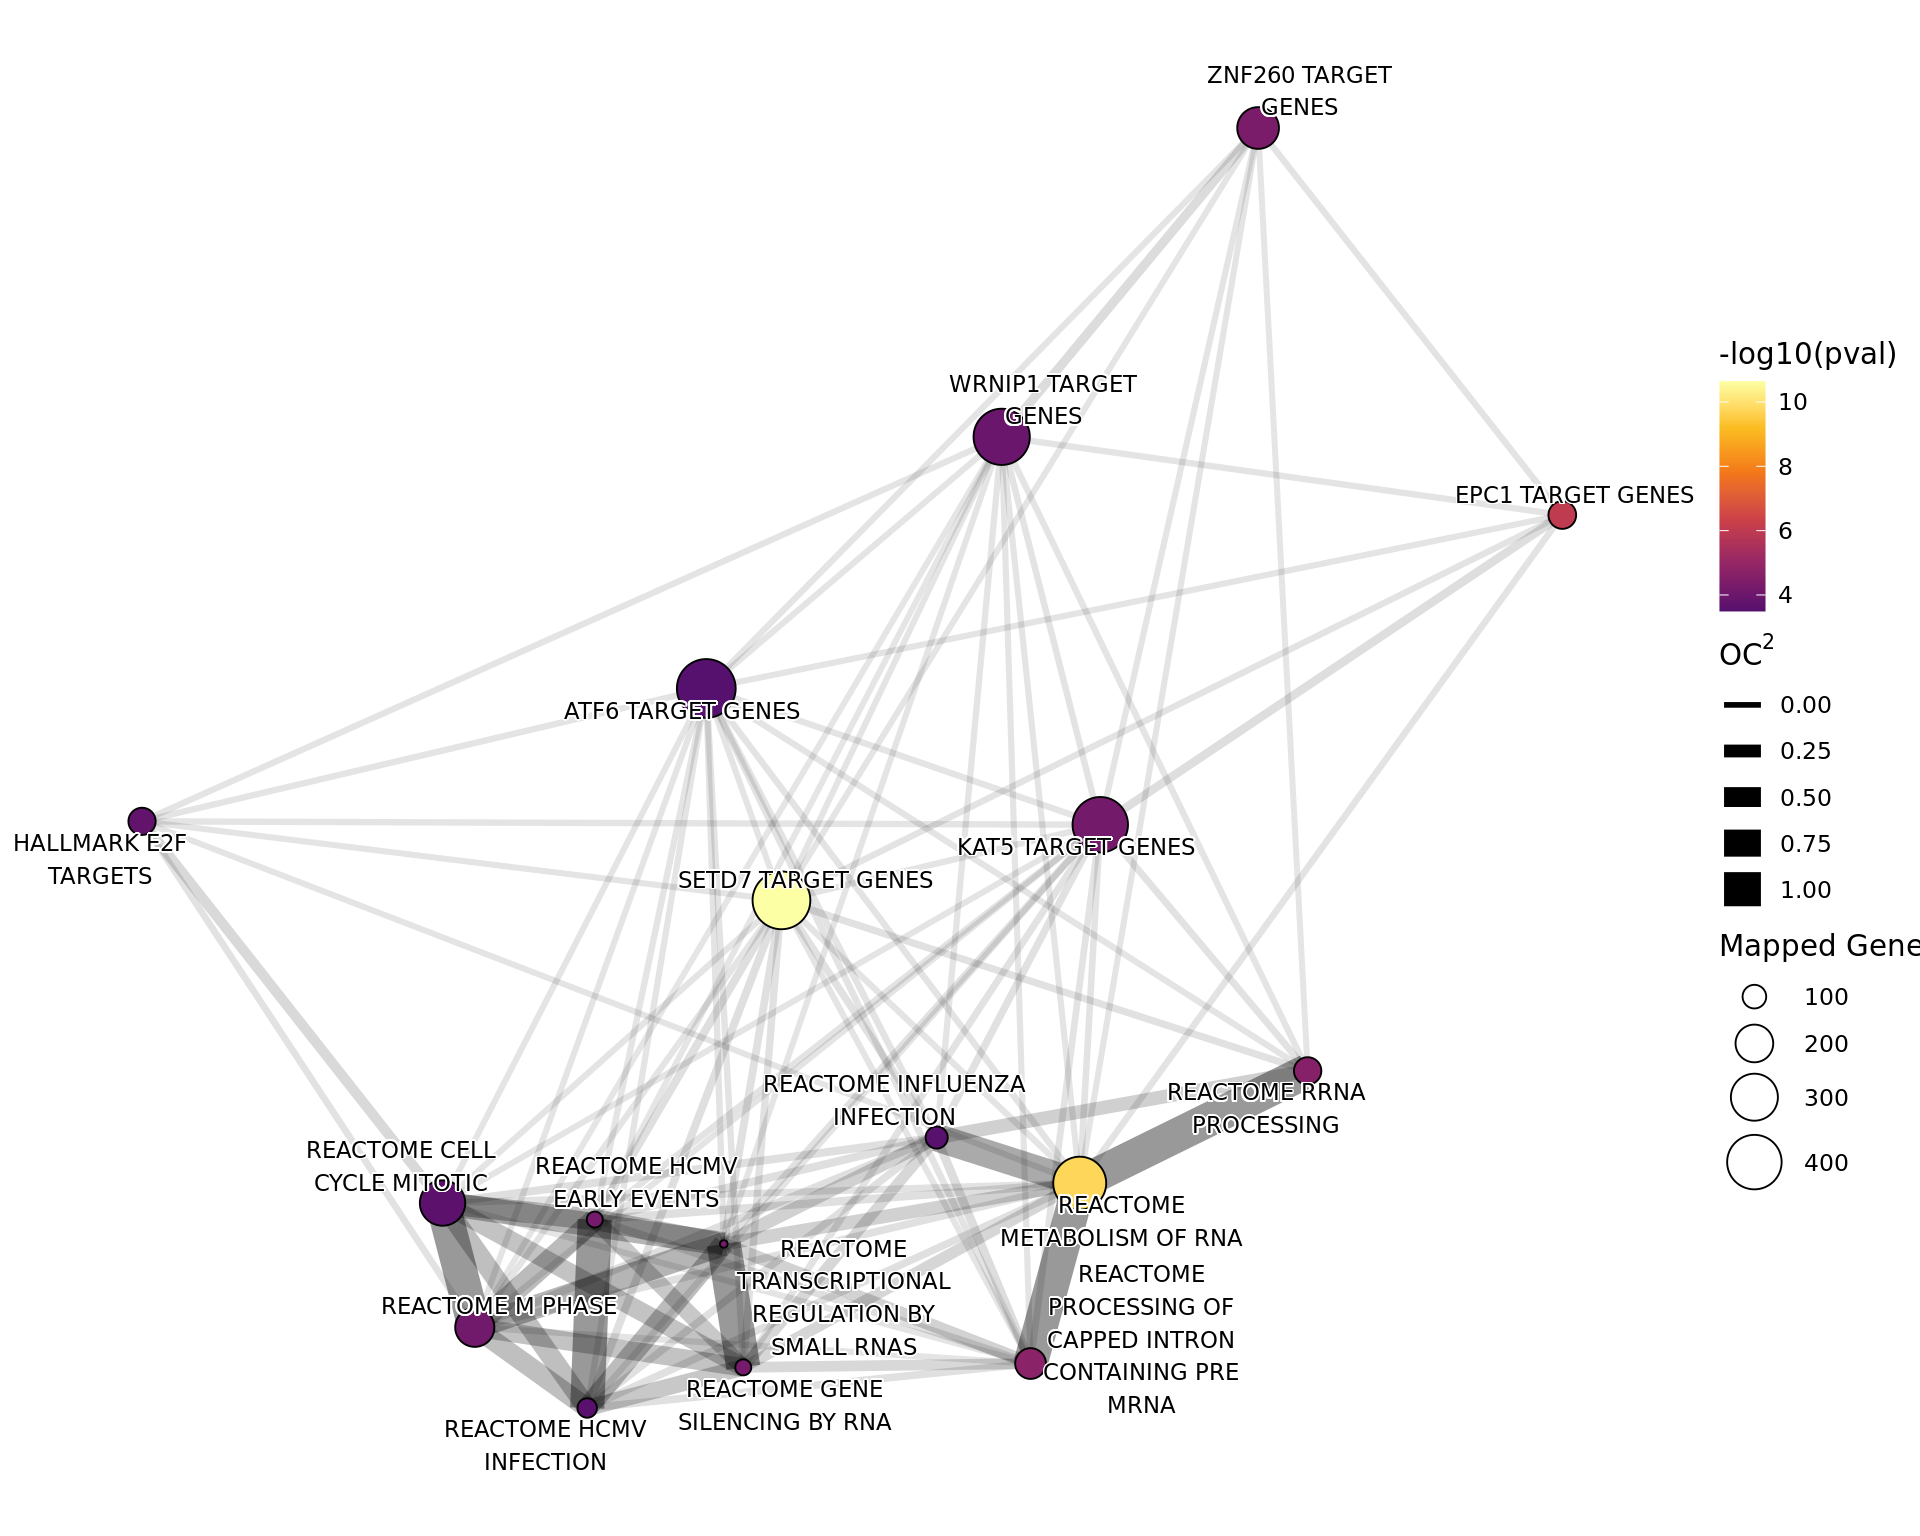 ZNF260 TARGET
GENES
WRNIP1 TARGET
GENES
EPC1 TARGET GENES
ATF6 TARGET GENES
HALLMARK E2F
TARGETS
KAT5 TARGET GENES
SETD7 TARGET GENES
REACTOME INFLUENZA
INFECTION
REACTOME RRNA
PROCESSING
REACTOME CELL
CYCLE MITOTIC
REACTOME HCMV
EARLY EVENTS
REACTOME
METABOLISM OF RNA
REACTOME
TRANSCRIPTIONAL
REGULATION BY
SMALL RNAS
REACTOME
PROCESSING OF
CAPPED INTRON
CONTAINING PRE
MRNA
REACTOME M PHASE
REACTOME GENE
SILENCING BY RNA
REACTOME HCMV
INFECTION
-log10(pval)
10
8
6
4
OC²
0.00
0.25
0.50
0.75
1.00
Mapped Gene
100
200
300
400